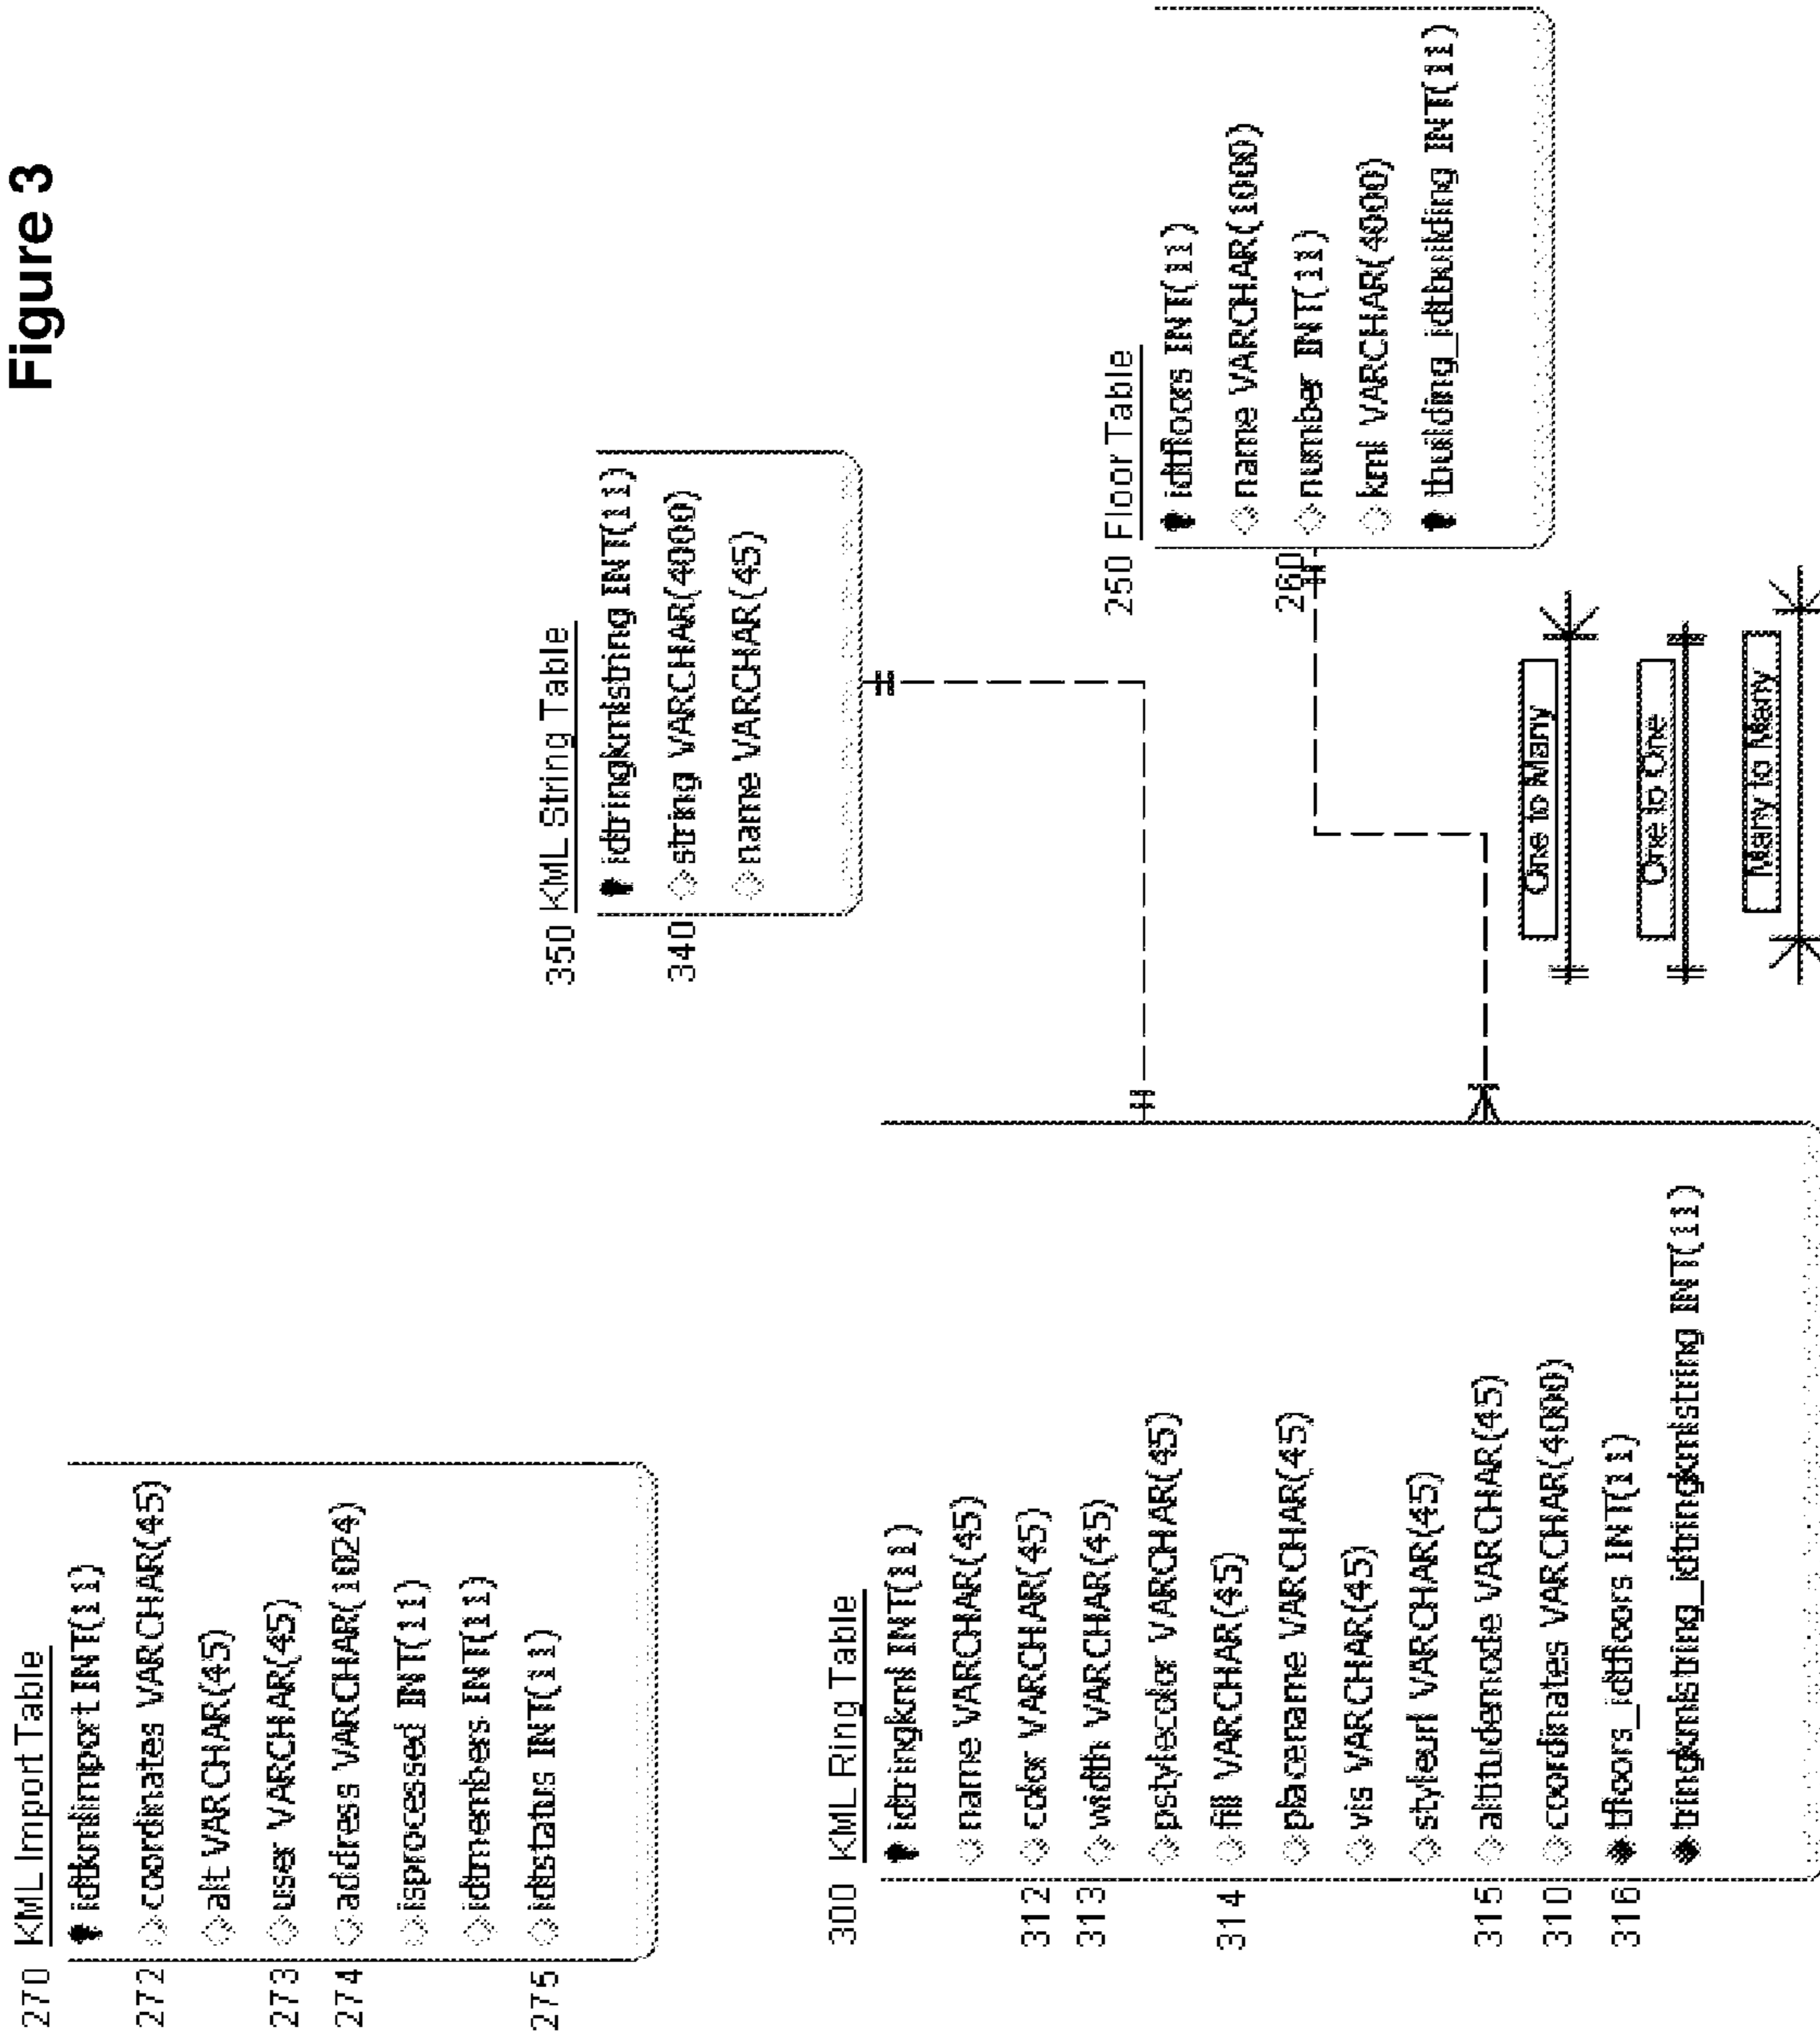 Figure 3
270 KML Import Table
idtkmlimport INT(11)
272 coordinates VARCHAR(45)
alt VARCHAR(45)
273 user VARCHAR(45)
274 address VARCHAR(1024)
isprocessed INT(11)
idtmembers INT(11)
275 idtstatus INT(11)
350 KML String Table
idtringkmlstring INT(11)
340 string VARCHAR(4000)
name VARCHAR(45)
300 KML Ring Table
idtringkml INT(11)
name VARCHAR(45)
312 color VARCHAR(45)
313 width VARCHAR(45)
pstylecolor VARCHAR(45)
314 fill VARCHAR(45)
placename VARCHAR(45)
vis VARCHAR(45)
styleurl VARCHAR(45)
315 altitudemode VARCHAR(45)
310 coordinates VARCHAR(4000)
316 tfloors_idtfloors INT(11)
tringkmlstring_idtringkmlstring INT(11)
250 Floor Table
idtfloors INT(11)
name VARCHAR(1000)
260 number INT(11)
kml VARCHAR(4000)
tbuilding_idtbuilding INT(11)
One to Many
One to One
Many to Many